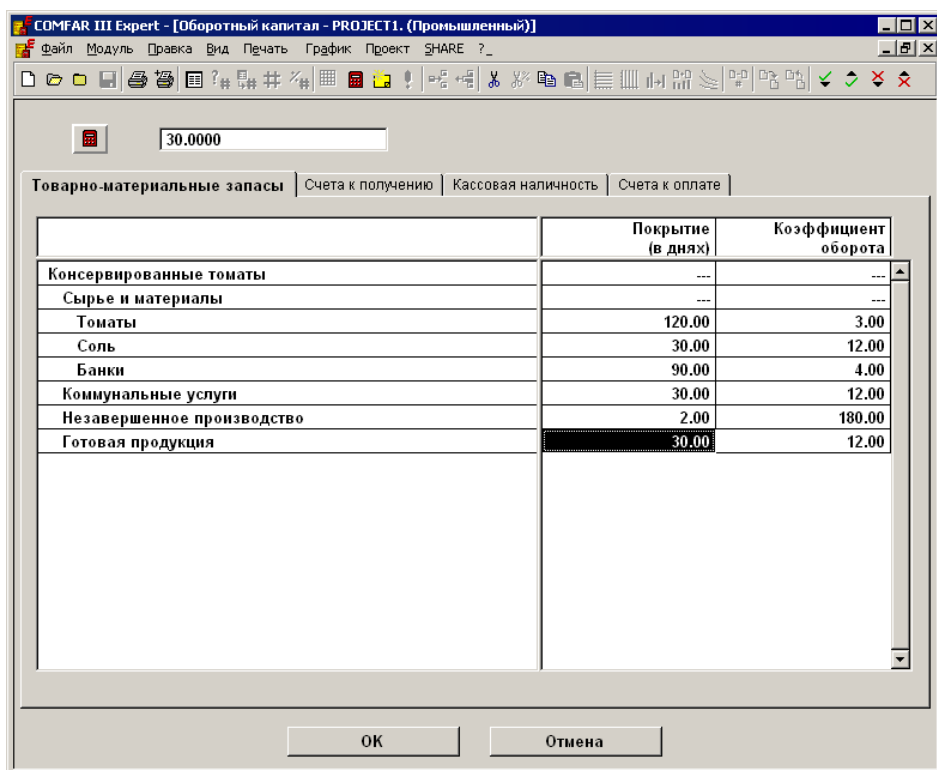 COMFAR III Expert - [Оборотный капитал - PROJECT1. (Промышленный)]
Файл Модуль Правка Вид Печать График Проект SHARE ?_
30.0000
Товарно-материальные запасы Счета к получению Кассовая наличность Счета к оплате
Покрытие Коэффициент
(в днях) оборота
Консервированные томаты --- ---
Сырье и материалы --- ---
Томаты 120.00 3.00
Соль 30.00 12.00
Банки 90.00 4.00
Коммунальные услуги 30.00 12.00
Незавершенное производство 2.00 180.00
Готовая продукция 30.00 12.00
OK Отмена